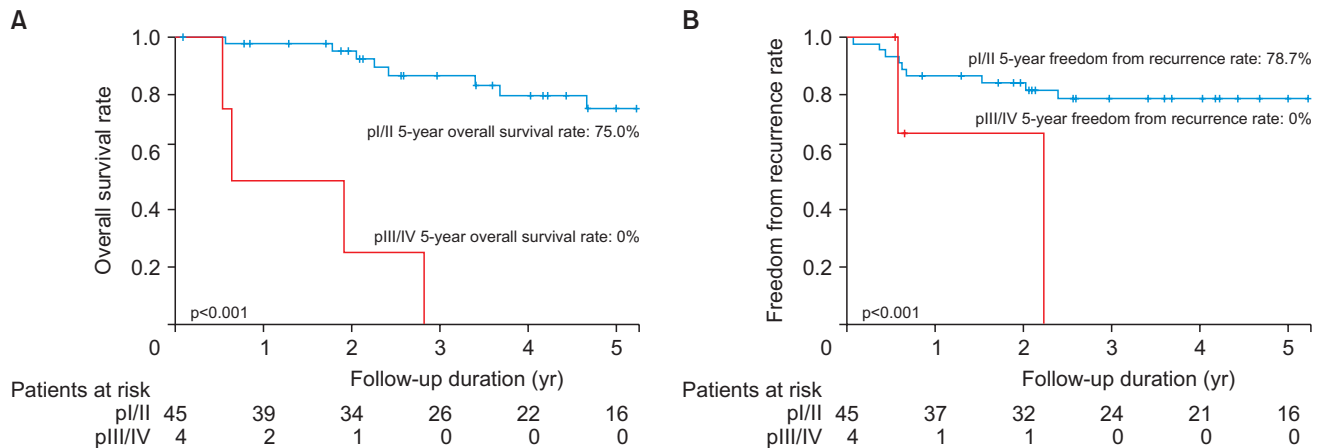 A
Overall survival rate
1.0
0.8
0.6
0.4
0.2
0
pI/II 5-year overall survival rate: 75.0%
pIII/IV 5-year overall survival rate: 0%
p<0.001
1 2 3 4 5
Follow-up duration (yr)
Patients at risk
pI/II 45 39 34 26 22 16
pIII/IV 4 2 1 0 0 0
B
Freedom from recurrence rate
1.0
0.8
0.6
0.4
0.2
0
pI/II 5-year freedom from recurrence rate: 78.7%
pIII/IV 5-year freedom from recurrence rate: 0%
p<0.001
1 2 3 4 5
Follow-up duration (yr)
Patients at risk
pI/II 45 37 32 24 21 16
pIII/IV 4 1 1 0 0 0